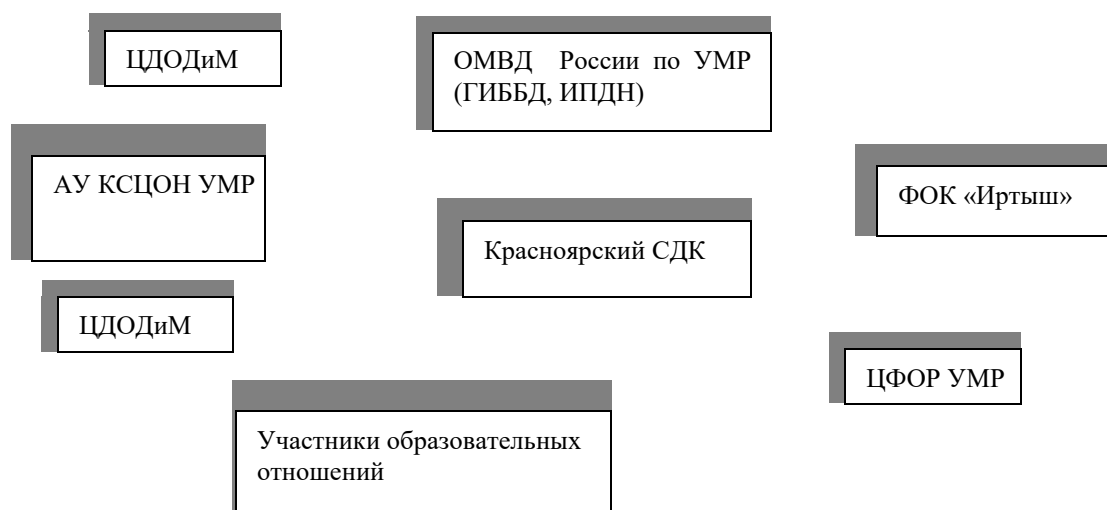 ЦДОДиМ
ОМВД России по УМР
(ГИББД, ИПДН)
АУ КСЦОН УМР
ФОК «Иртыш»
Красноярский СДК
ЦДОДиМ
ЦФОР УМР
Участники образовательных
отношений